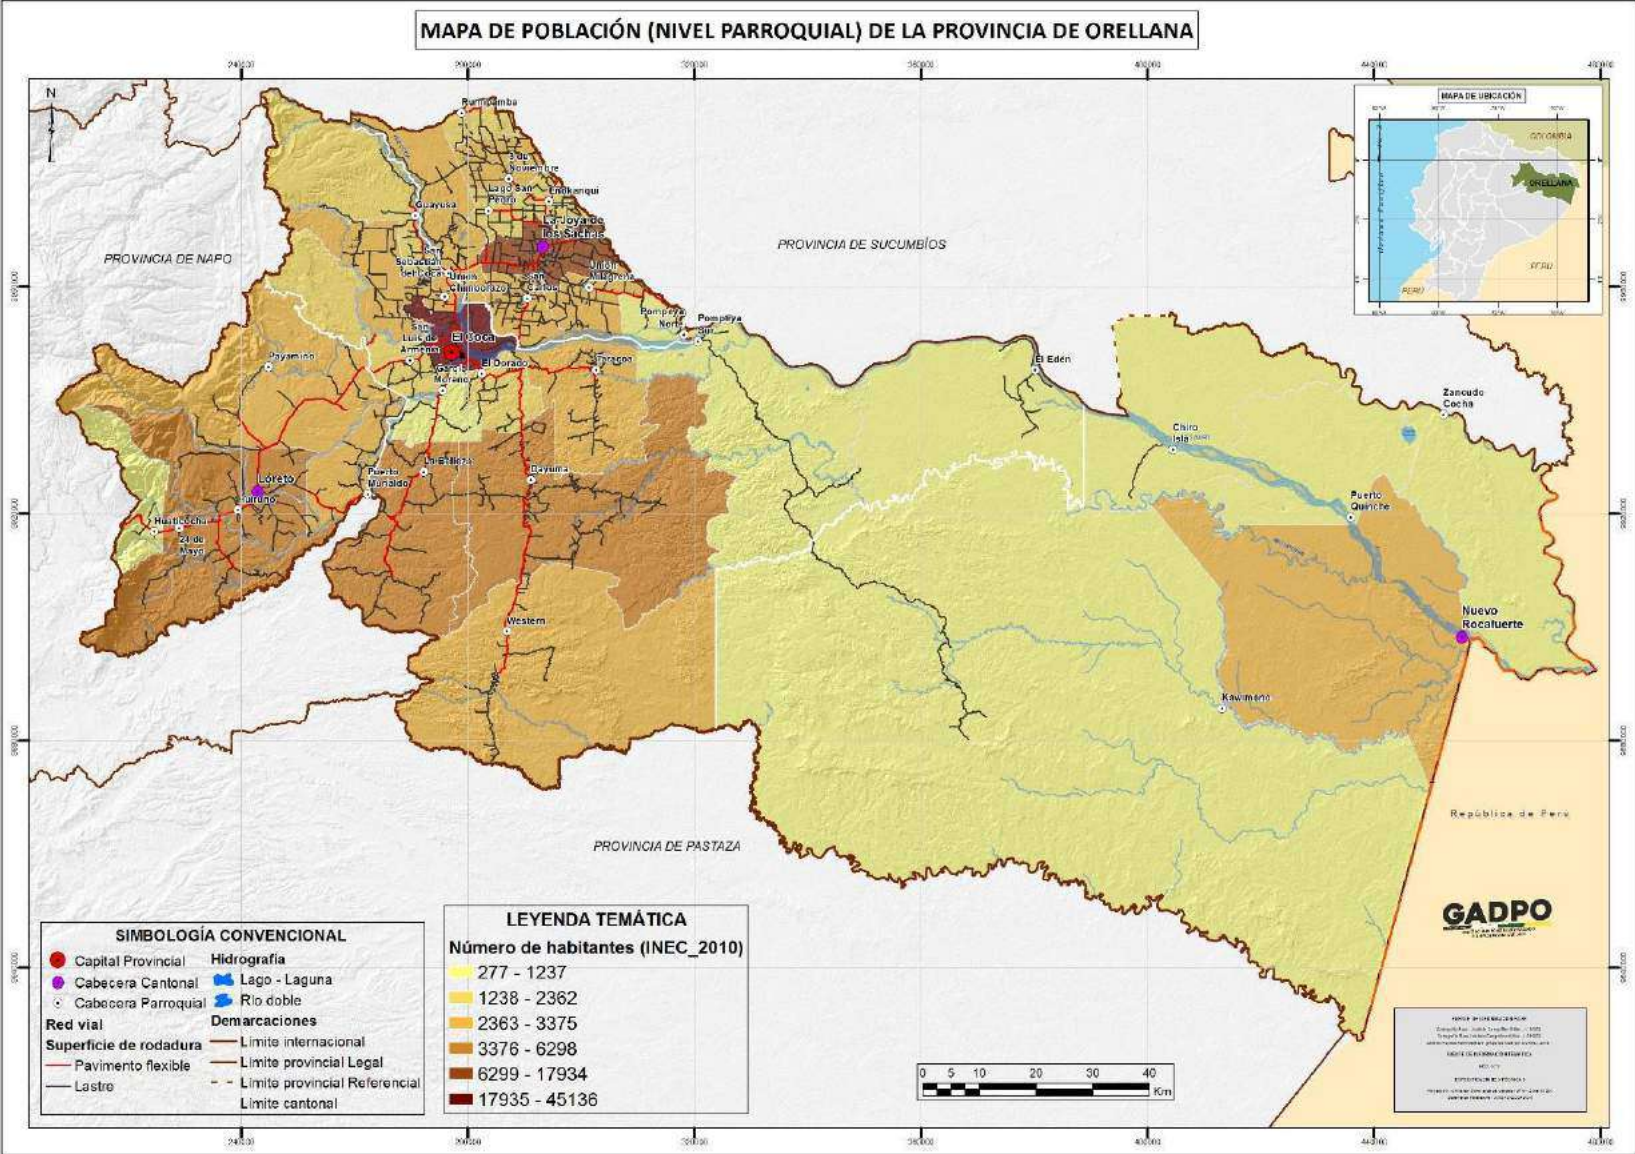 MAPA DE POBLACIÓN (NIVEL PARROQUIAL) DE LA PROVINCIA DE ORELLANA
N
MAPA DE UBICACIÓN
COLOMBIA
ORELLANA
PERÚ
PERÚ
PROVINCIA DE NAPO
PROVINCIA DE SUCUMBÍOS
PROVINCIA DE PASTAZA
República de Perú
Rumipamba
3 de
Noviembre
Lago San
Pedro
Enokanqui
Guayusa
La Joya de
los Sachas
San
Sebastián
del Coca
Unión
Chimborazo
San
Carlos
Unión
Milagreña
Pompeya
Pompeya
Sur
San
Luis de
Armenia
El Coca
El Dorado
García
Moreno
Taracoa
Payamino
El Edén
Zancudo
Cocha
Chiro
Isla
Loreto
Puerto
Murialdo
La Belleza
Dayuma
Puerto
Quinche
Huaticocha
24 de
Mayo
Western
Nuevo
Rocafuerte
Kawimeno
GADPO
SIMBOLOGÍA CONVENCIONAL
Capital Provincial
Cabecera Cantonal
Cabecera Parroquial
Red vial
Superficie de rodadura
Pavimento flexible
Lastre
Hidrografía
Lago - Laguna
Río doble
Demarcaciones
Límite internacional
Límite provincial Legal
Límite provincial Referencial
Límite cantonal
LEYENDA TEMÁTICA
Número de habitantes (INEC_2010)
277 - 1237
1238 - 2362
2363 - 3375
3376 - 6298
6299 - 17934
17935 - 45136
0 5 10 20 30 40
Km